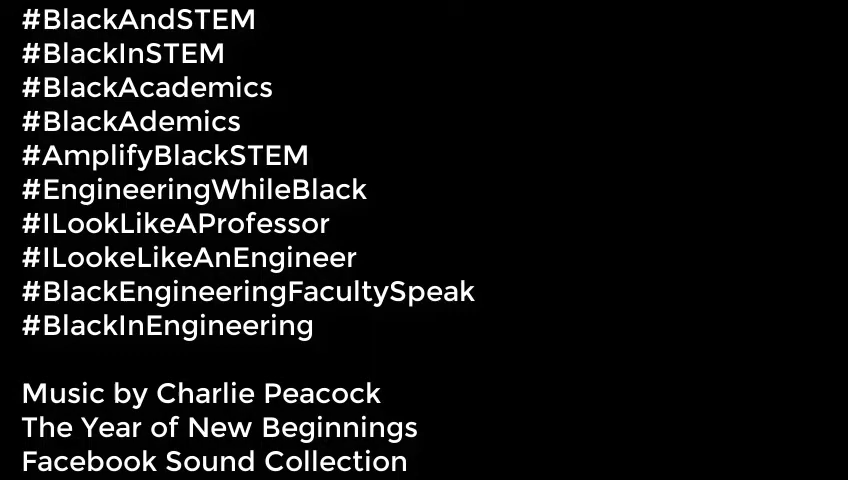 #BlackAndSTEM
#BlackInSTEM
#BlackAcademics
#BlackAdemics
#AmplifyBlackSTEM
#EngineeringWhileBlack
#ILookLikeAProfessor
#ILookeLikeAnEngineer
#BlackEngineeringFacultySpeak
#BlackInEngineering
Music by Charlie Peacock
The Year of New Beginnings
Facebook Sound Collection